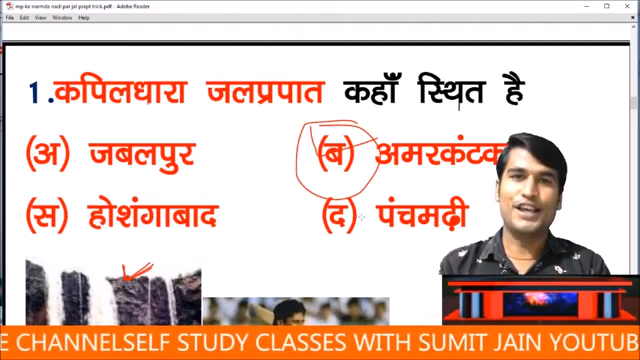 mp ke narmda nadi par jal prapt trick.pdf - Adobe Reader
File Edit View Window Help
1. कपिलधारा जलप्रपात कहाँ स्थित है
(अ) जबलपुर (ब) अमरकंटक
(स) होशंगाबाद (द) पंचमढ़ी
E CHANNELSELF STUDY CLASSES WITH SUMIT JAIN YOUTUB